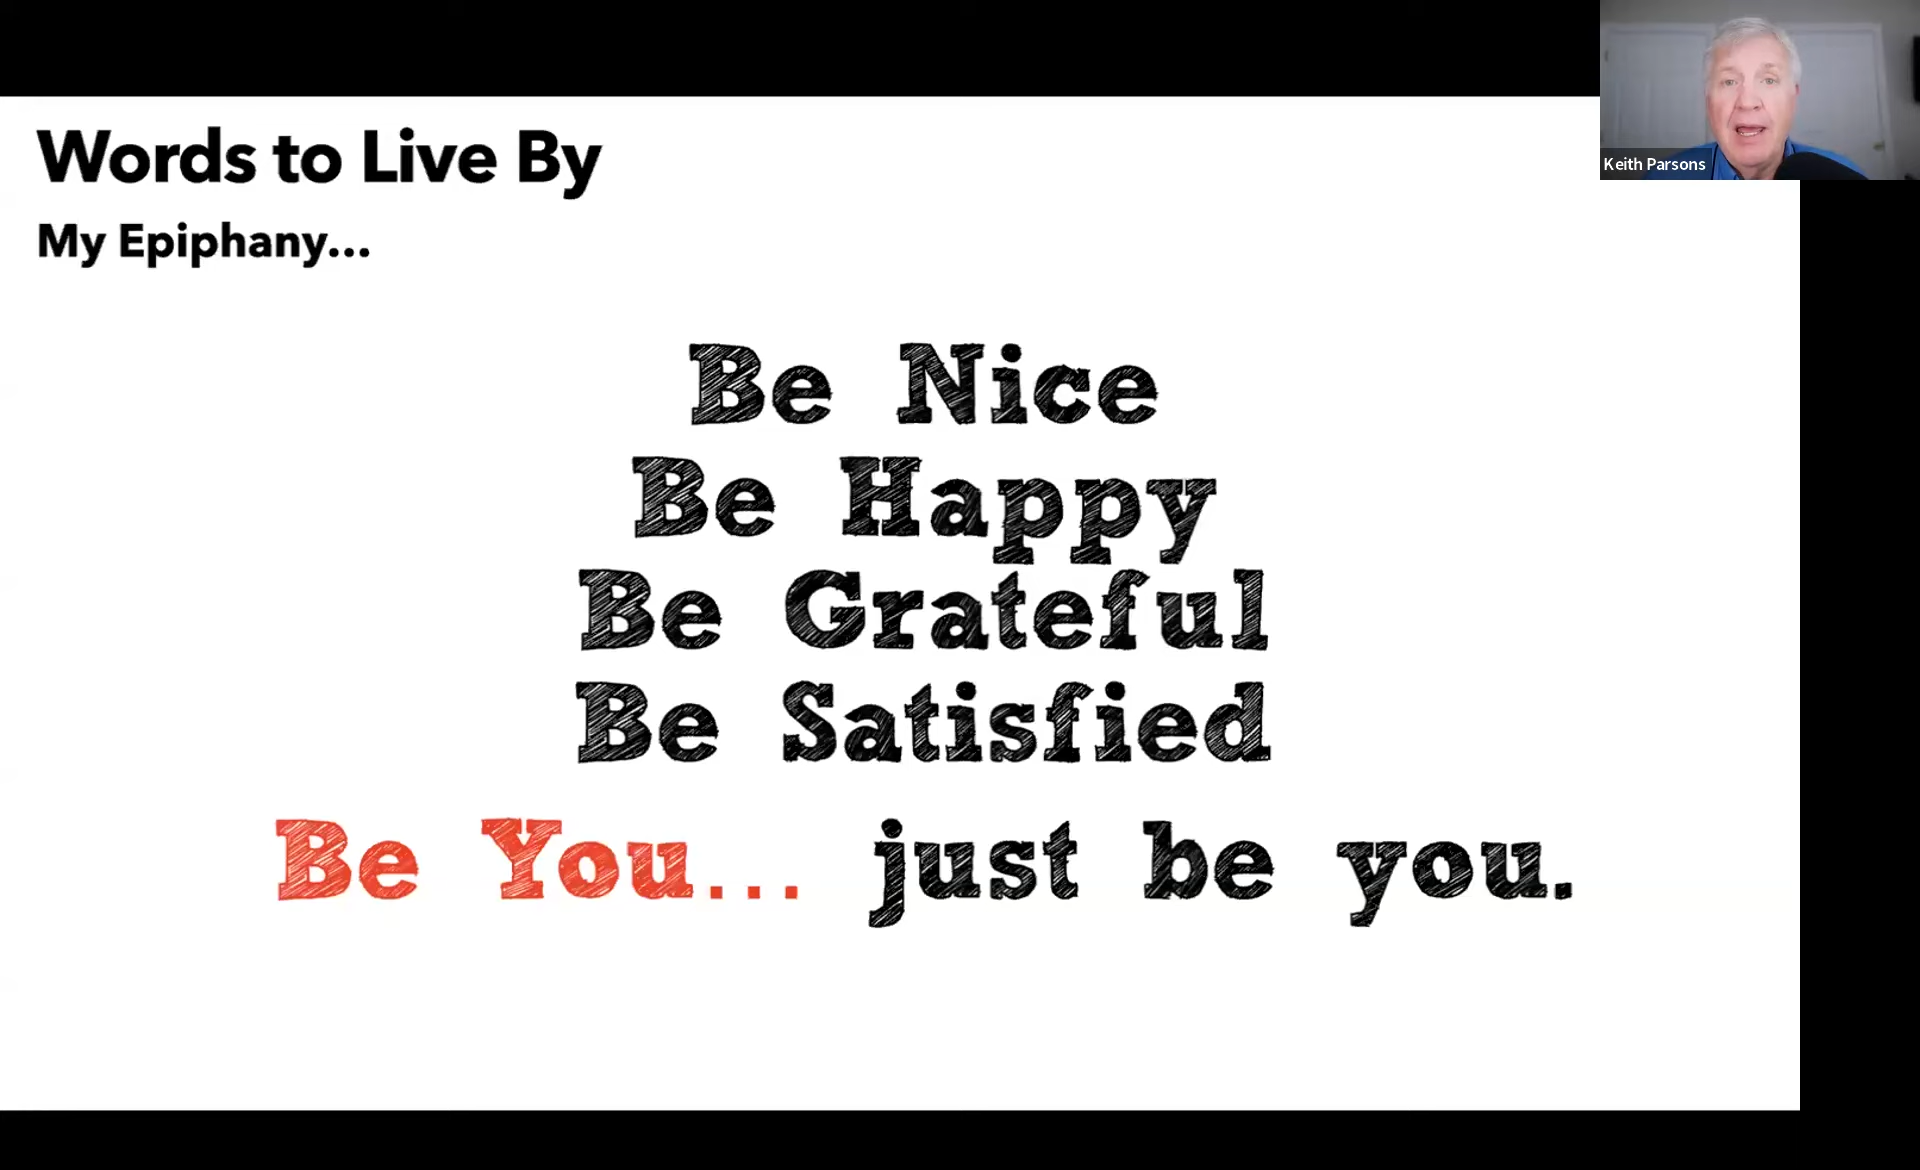 Words to Live By
My Epiphany...
Be Nice
Be Happy
Be Grateful
Be Satisfied
Be You... just be you.
Keith Parsons